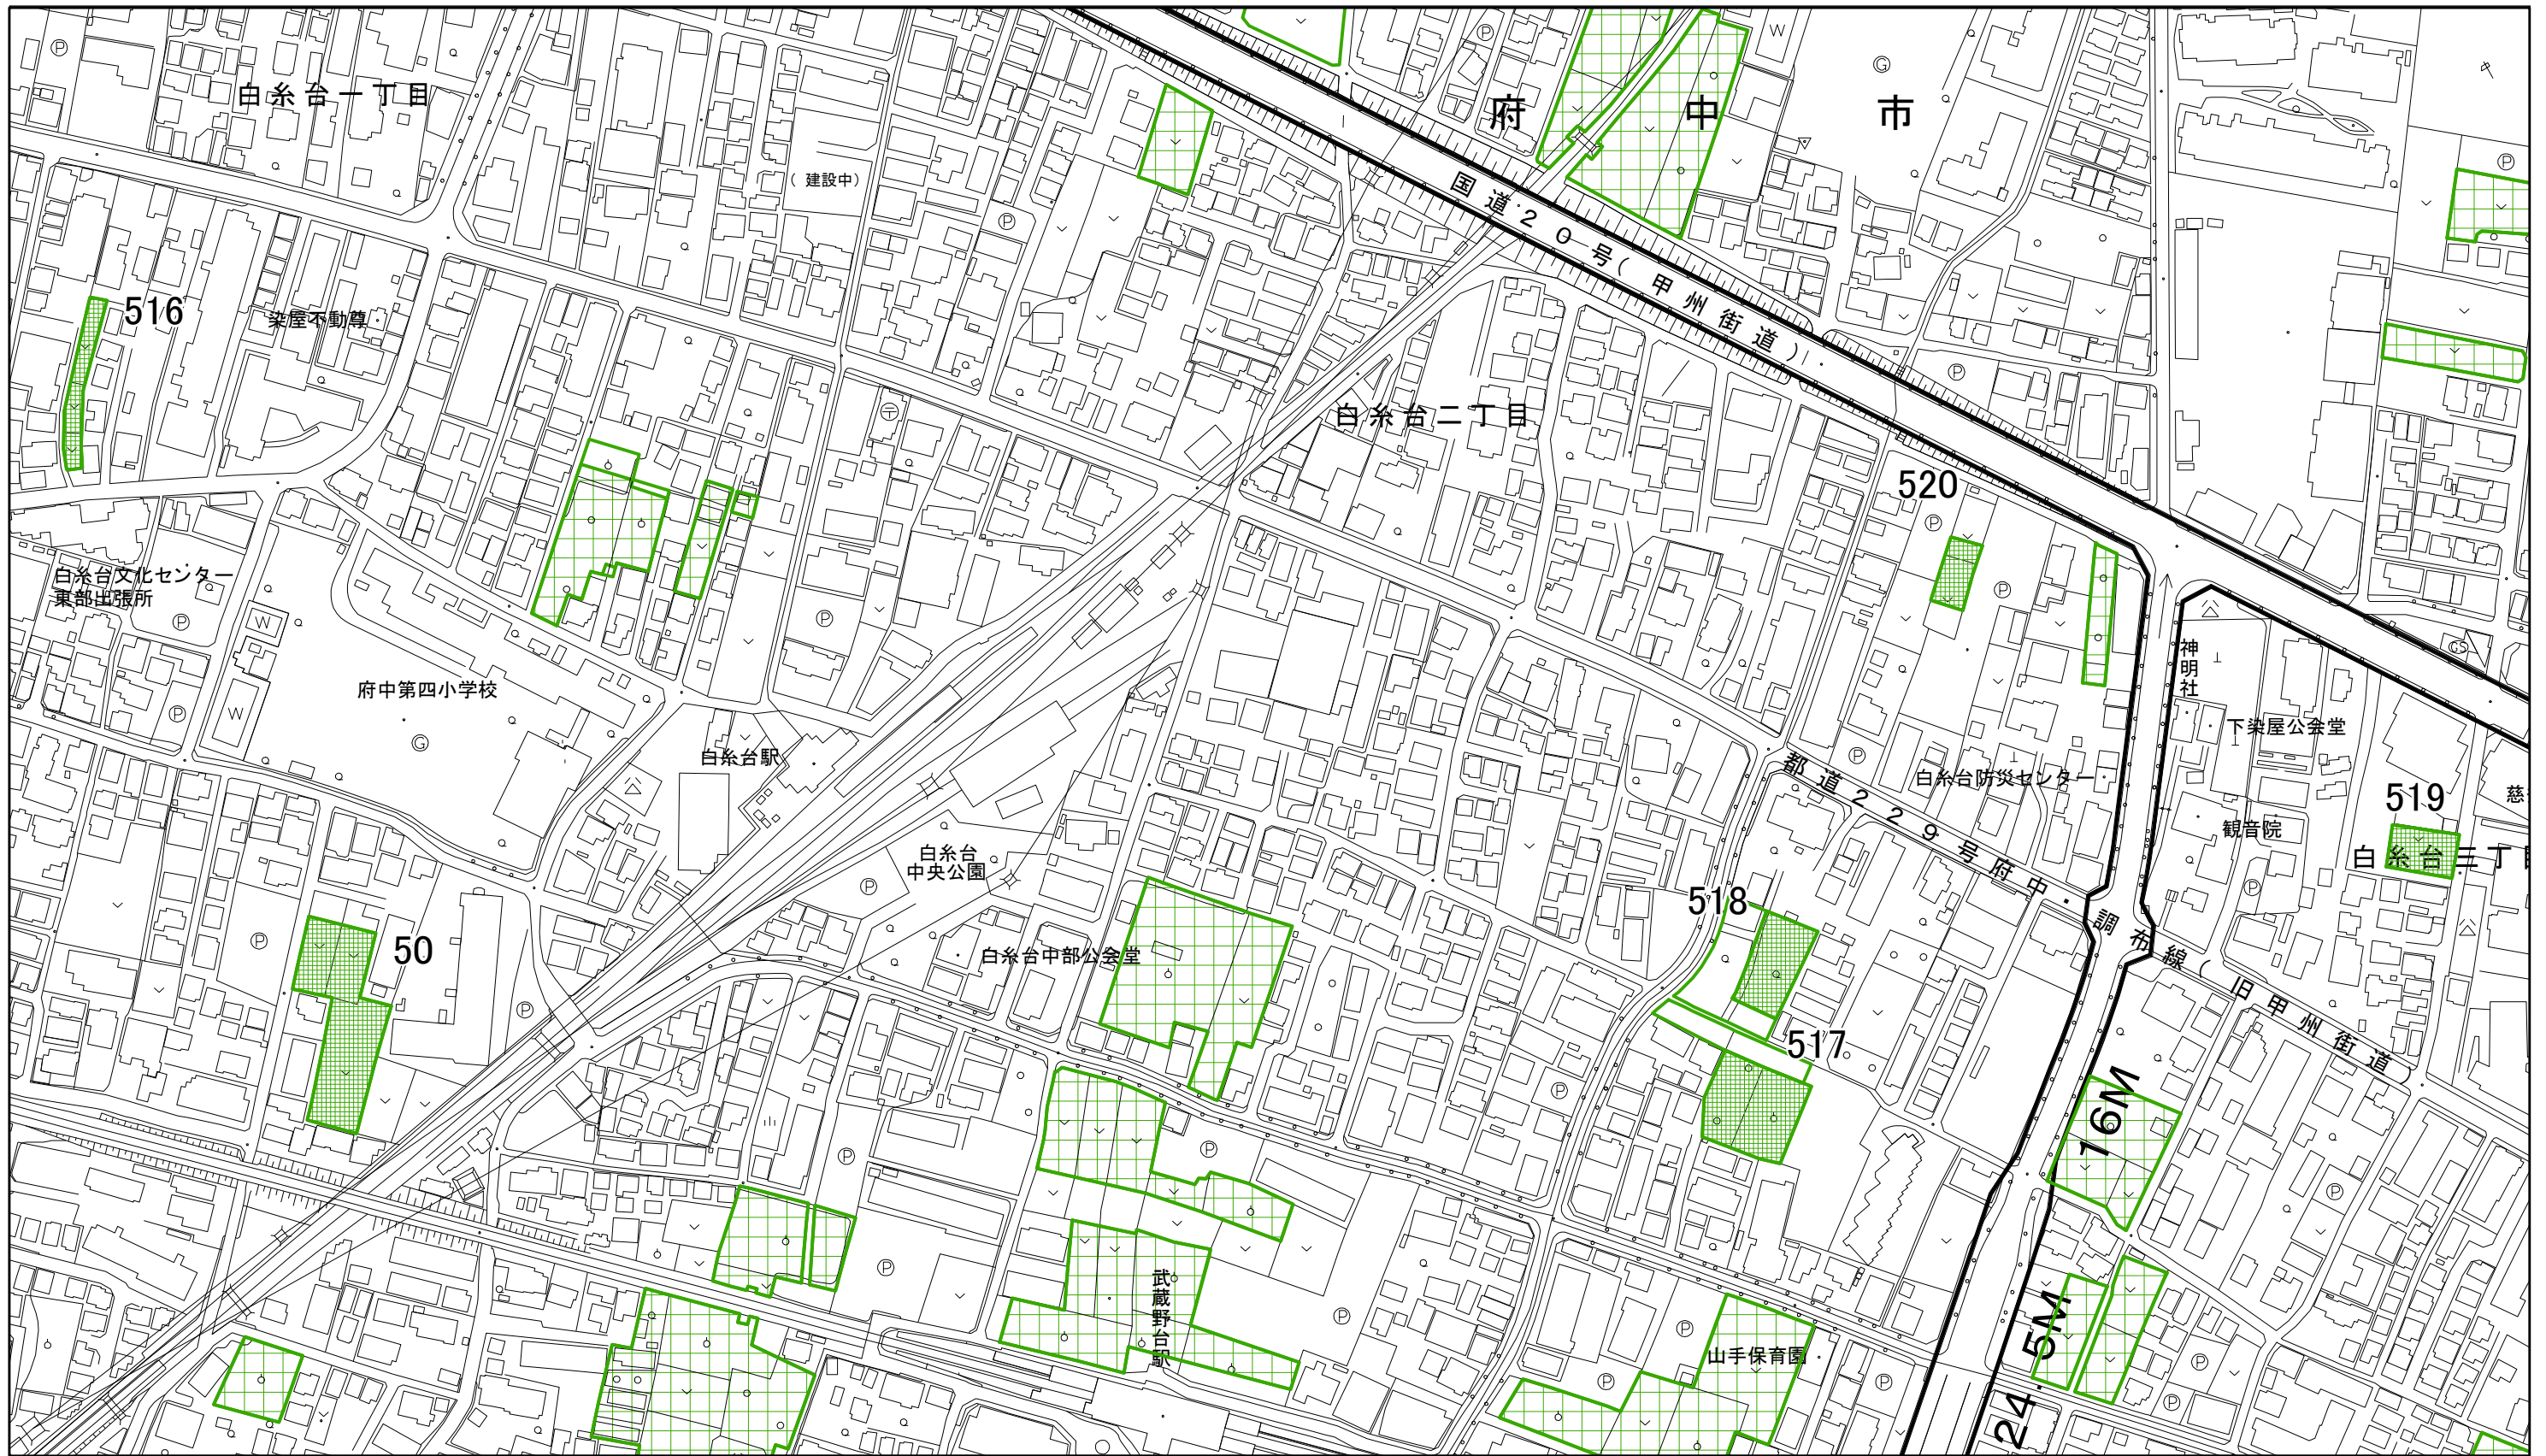 白糸台一丁目
府中市
(建設中)
国道20号(甲州街道)
516
染屋不動尊
白糸台二丁目
520
白糸台文化センター
東部出張所
府中第四小学校
神明社
下染屋公会堂
白糸台駅
都道229号府中調布線(旧甲州街道)
白糸台防災センター
519
観音院
白糸台三丁目
白糸台
中央公園
518
50
白糸台中部公会堂
517
16M
武蔵野台駅
山手保育園
5M
24
P
W
G
GS